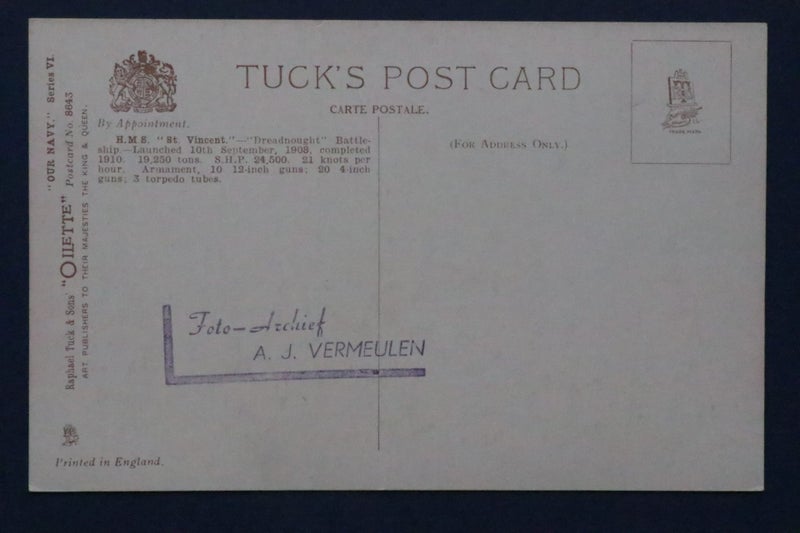 TUCK'S POST CARD
CARTE POSTALE.
(FOR ADDRESS ONLY.)
TRADE MARK
By Appointment.
H.M.S. "St. Vincent."—"Dreadnought" Battle-
ship.—Launched 10th September, 1908, completed
1910. 19,250 tons. S.H.P. 24,500. 21 knots per
hour. Armament, 10 12-inch guns; 20 4-inch
guns; 3 torpedo tubes.
Foto-Archief
A. J. VERMEULEN
Raphael Tuck & Sons' "OILETTE" Postcard No. 8645
"OUR NAVY." Series VI.
ART PUBLISHERS TO THEIR MAJESTIES THE KING & QUEEN.
Printed in England.